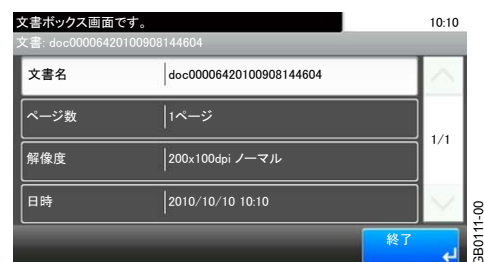 文書ボックス画面です。 10:10
文書: doc00006420100908144604
文書名 doc00006420100908144604
ページ数 1ページ
1/1
解像度 200x100dpi ノーマル
日時 2010/10/10 10:10
終了
GB0111-00